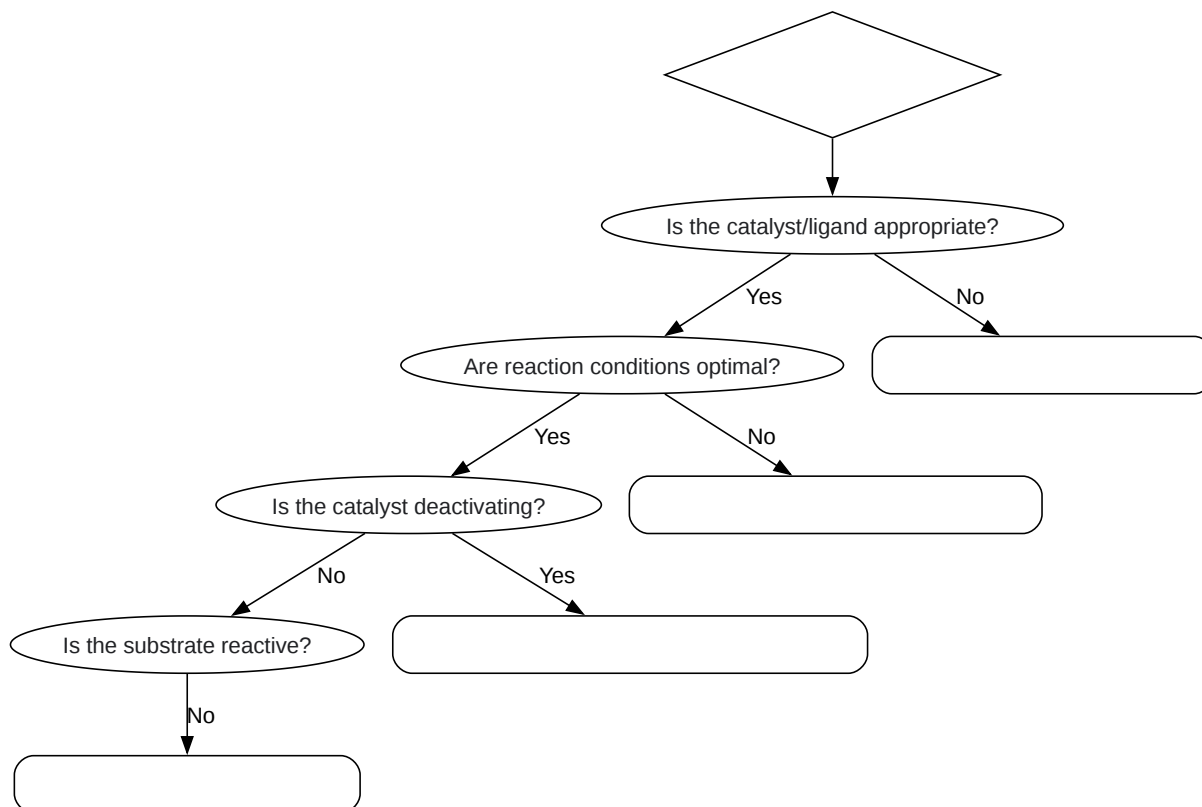 Is the catalyst/ligand appropriate?
Yes
No
Are reaction conditions optimal?
Yes
No
Is the catalyst deactivating?
No
Yes
Is the substrate reactive?
No